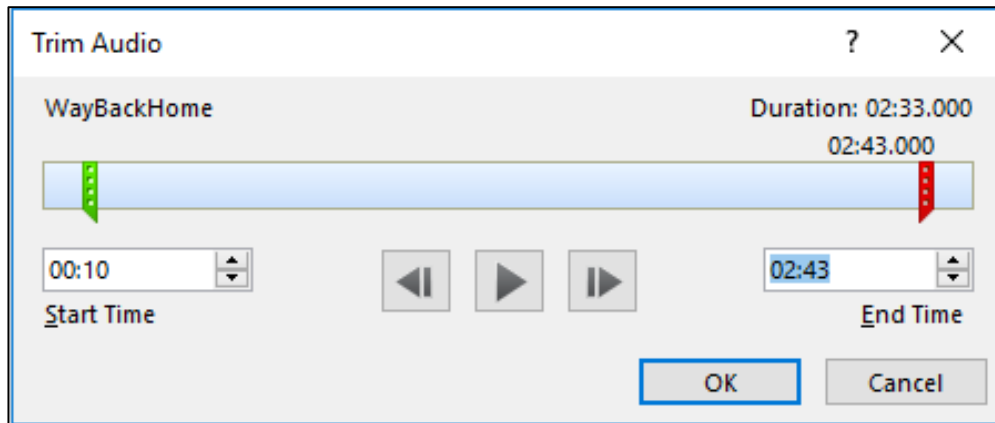 Trim Audio ? X
WayBackHome Duration: 02:33.000
02:43.000
00:10 02:43
Start Time End Time
OK Cancel